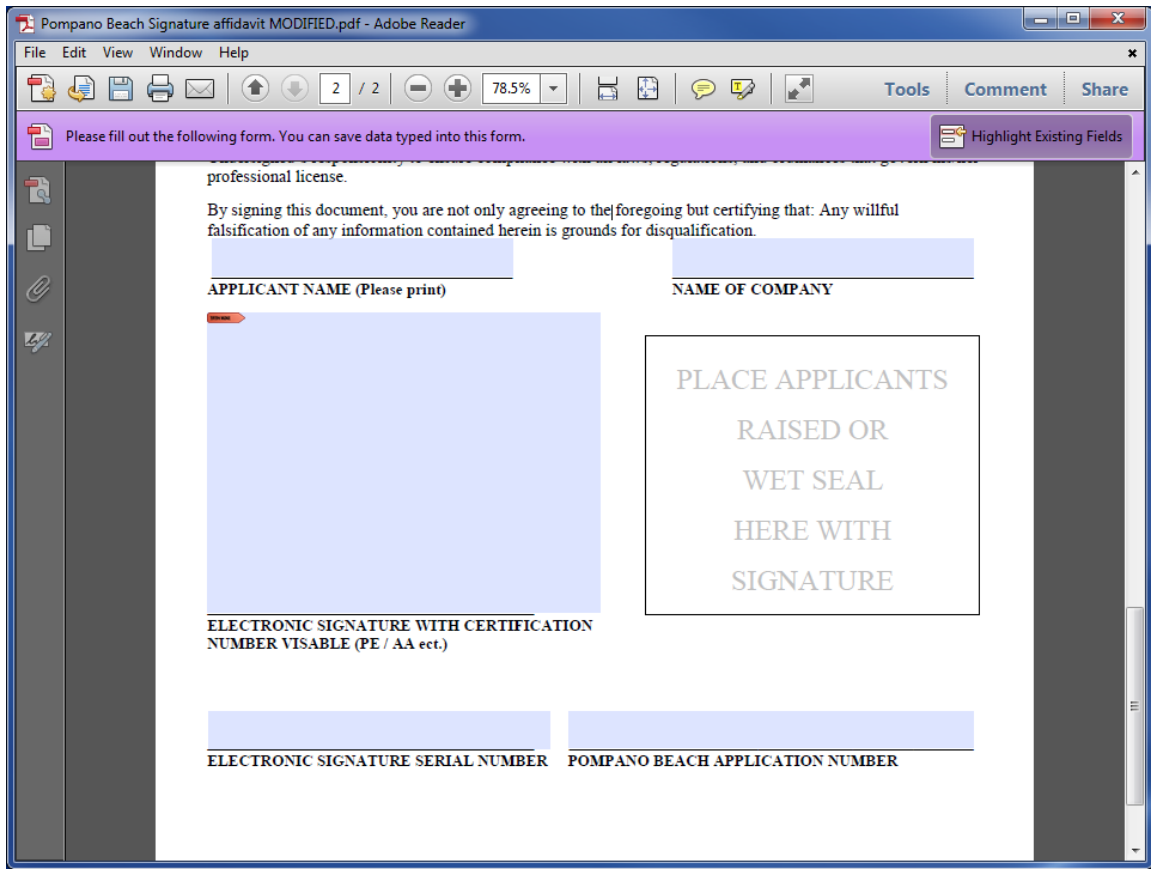 Pompano Beach Signature affidavit MODIFIED.pdf - Adobe Reader
File Edit View Window Help
2 / 2 78.5% Tools Comment Share
Please fill out the following form. You can save data typed into this form. Highlight Existing Fields
professional license.
By signing this document, you are not only agreeing to the foregoing but certifying that: Any willful
falsification of any information contained herein is grounds for disqualification.
APPLICANT NAME (Please print) NAME OF COMPANY
PLACE APPLICANTS
RAISED OR
WET SEAL
HERE WITH
SIGNATURE
ELECTRONIC SIGNATURE WITH CERTIFICATION
NUMBER VISABLE (PE / AA ect.)
ELECTRONIC SIGNATURE SERIAL NUMBER POMPANO BEACH APPLICATION NUMBER